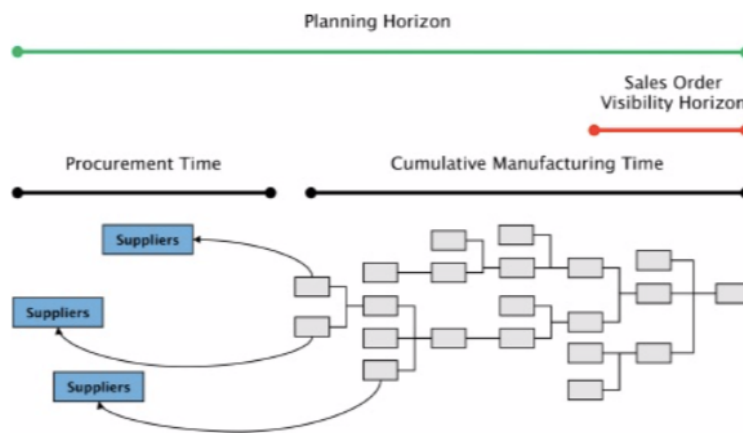 Planning Horizon
Sales Order
Visibility Horizon
Procurement Time
Cumulative Manufacturing Time
Suppliers
Suppliers
Suppliers